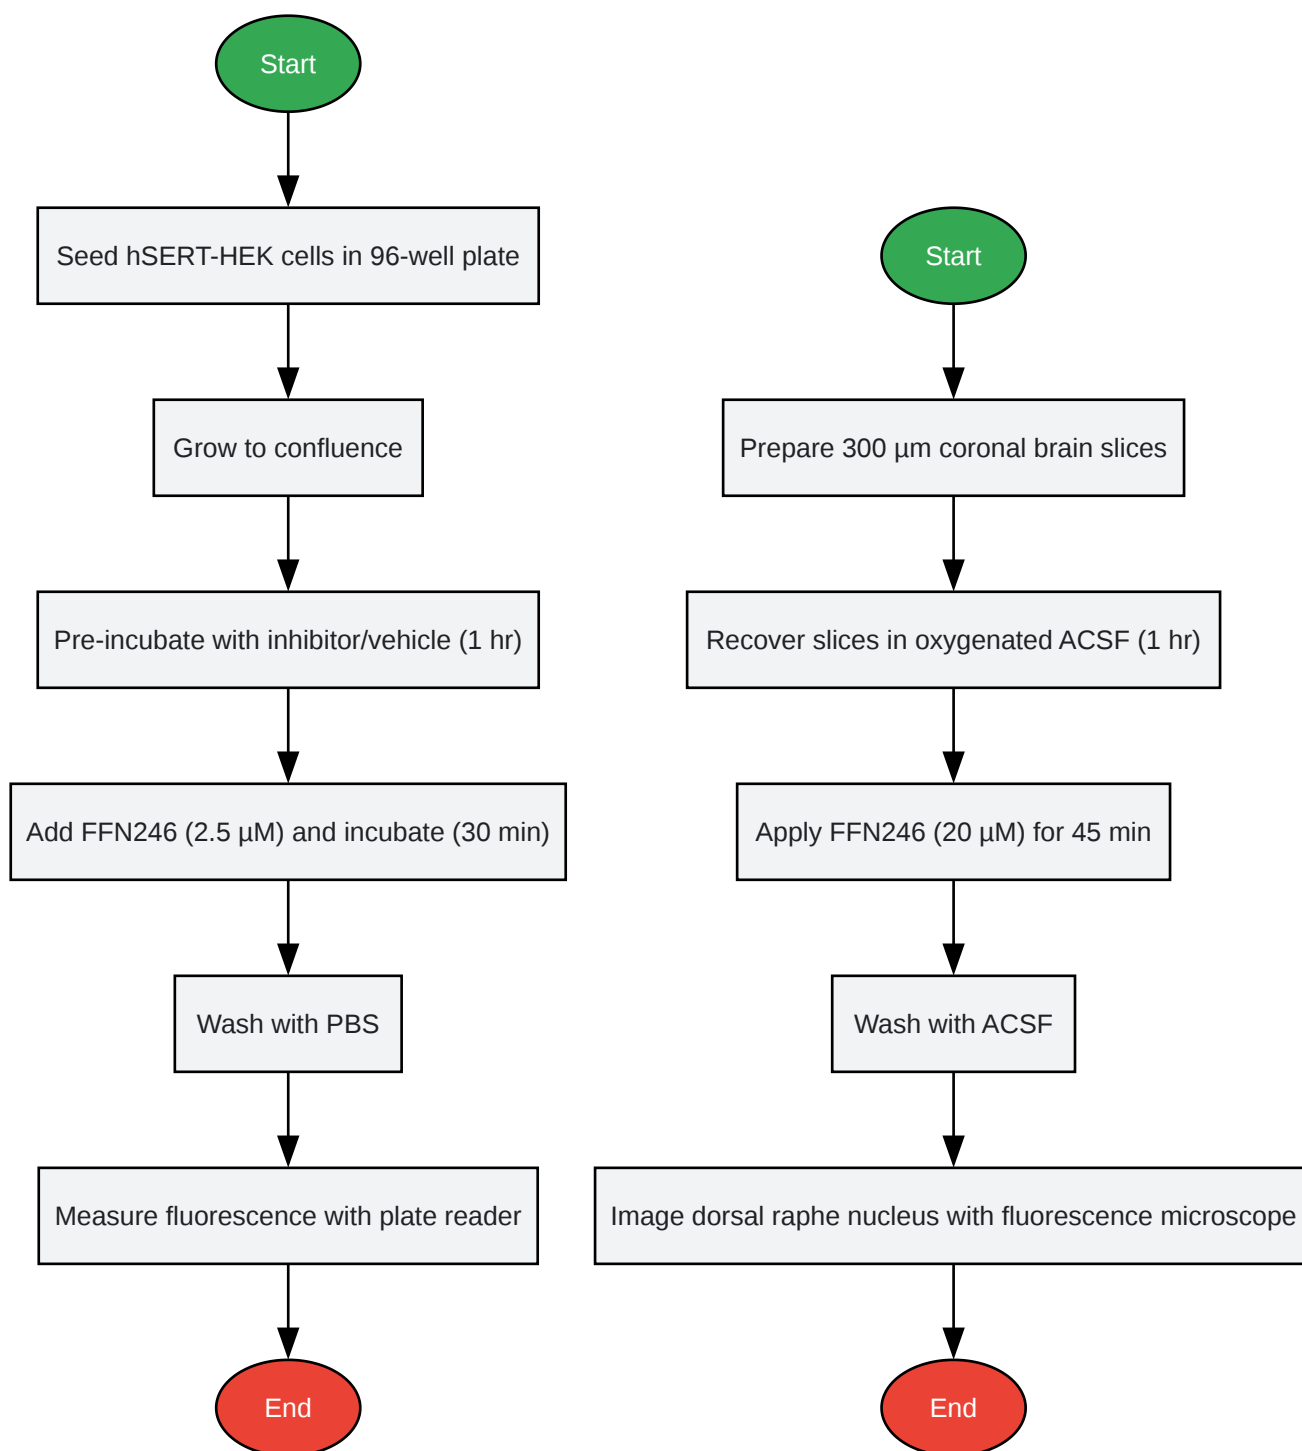 Start
Seed hSERT-HEK cells in 96-well plate
Grow to confluence
Pre-incubate with inhibitor/vehicle (1 hr)
Add FFN246 (2.5 µM) and incubate (30 min)
Wash with PBS
Measure fluorescence with plate reader
End
Start
Prepare 300 µm coronal brain slices
Recover slices in oxygenated ACSF (1 hr)
Apply FFN246 (20 µM) for 45 min
Wash with ACSF
Image dorsal raphe nucleus with fluorescence microscope
End